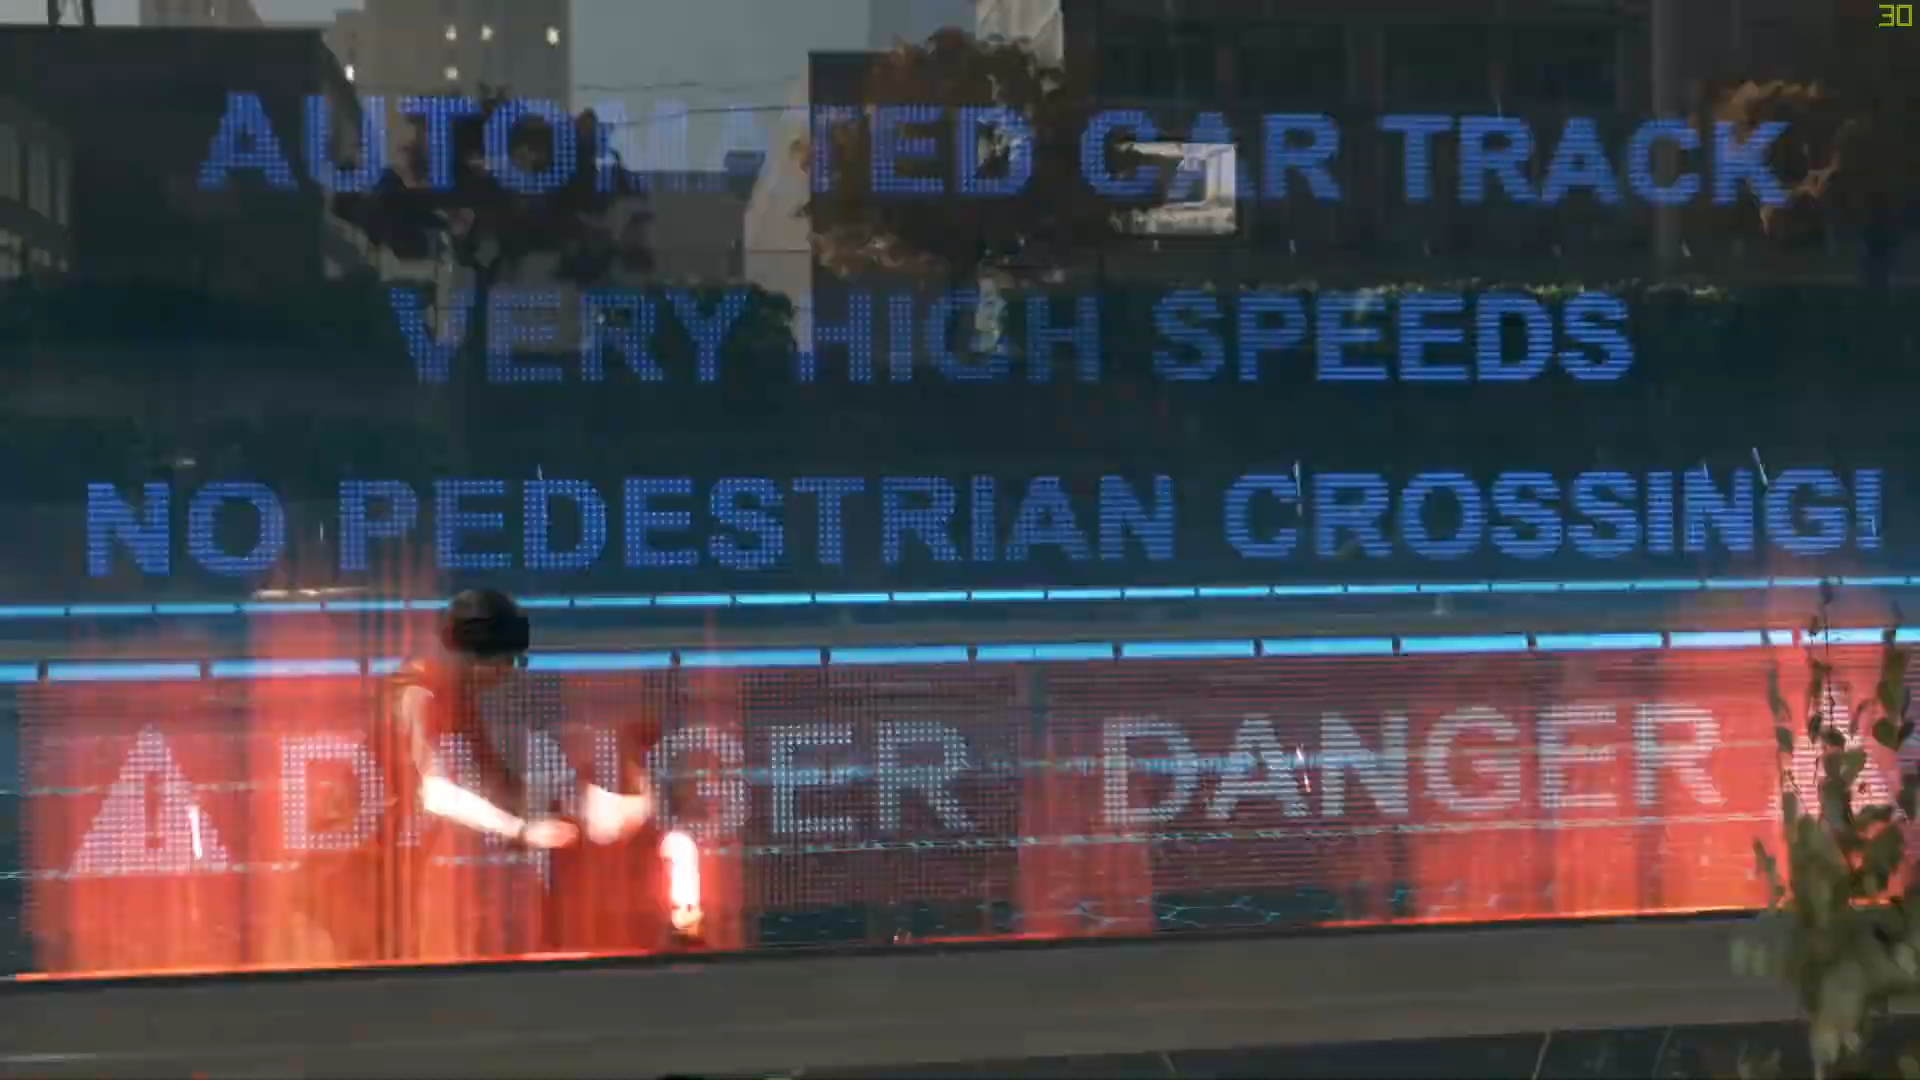 30
AUTOMATED CAR TRACK
VERY HIGH SPEEDS
NO PEDESTRIAN CROSSING!
DANGER DANGER